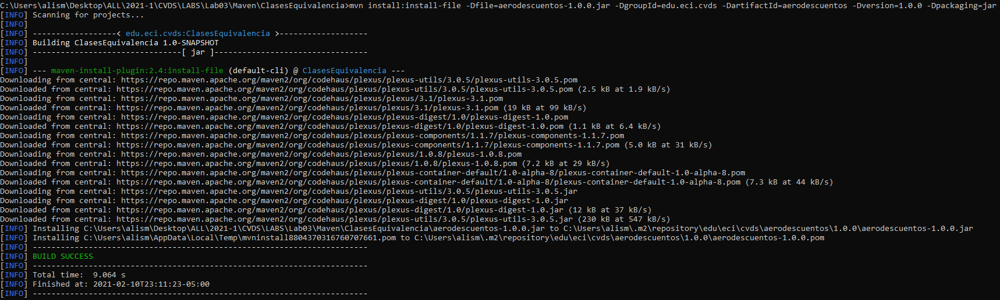 C:\Users\alism\Desktop\ALL\2021-1\CVDS\LABS\Lab03\Maven\ClasesEquivalencia>mvn install:install-file -Dfile=aerodescuentos-1.0.0.jar -DgroupId=edu.eci.cvds -DartifactId=aerodescuentos -Dversion=1.0.0 -Dpackaging=jar
[INFO] Scanning for projects...
[INFO]
[INFO] ------------------< edu.eci.cvds:ClasesEquivalencia >-------------------
[INFO] Building ClasesEquivalencia 1.0-SNAPSHOT
[INFO] --------------------------------[ jar ]---------------------------------
[INFO]
[INFO] --- maven-install-plugin:2.4:install-file (default-cli) @ ClasesEquivalencia ---
Downloading from central: https://repo.maven.apache.org/maven2/org/codehaus/plexus/plexus-utils/3.0.5/plexus-utils-3.0.5.pom
Downloaded from central: https://repo.maven.apache.org/maven2/org/codehaus/plexus/plexus-utils/3.0.5/plexus-utils-3.0.5.pom (2.5 kB at 1.9 kB/s)
Downloading from central: https://repo.maven.apache.org/maven2/org/codehaus/plexus/plexus/3.1/plexus-3.1.pom
Downloaded from central: https://repo.maven.apache.org/maven2/org/codehaus/plexus/plexus/3.1/plexus-3.1.pom (19 kB at 99 kB/s)
Downloading from central: https://repo.maven.apache.org/maven2/org/codehaus/plexus/plexus-digest/1.0/plexus-digest-1.0.pom
Downloaded from central: https://repo.maven.apache.org/maven2/org/codehaus/plexus/plexus-digest/1.0/plexus-digest-1.0.pom (1.1 kB at 6.4 kB/s)
Downloading from central: https://repo.maven.apache.org/maven2/org/codehaus/plexus/plexus-components/1.1.7/plexus-components-1.1.7.pom
Downloaded from central: https://repo.maven.apache.org/maven2/org/codehaus/plexus/plexus-components/1.1.7/plexus-components-1.1.7.pom (5.0 kB at 31 kB/s)
Downloading from central: https://repo.maven.apache.org/maven2/org/codehaus/plexus/plexus/1.0.8/plexus-1.0.8.pom
Downloaded from central: https://repo.maven.apache.org/maven2/org/codehaus/plexus/plexus/1.0.8/plexus-1.0.8.pom (7.2 kB at 29 kB/s)
Downloading from central: https://repo.maven.apache.org/maven2/org/codehaus/plexus/plexus-container-default/1.0-alpha-8/plexus-container-default-1.0-alpha-8.pom
Downloaded from central: https://repo.maven.apache.org/maven2/org/codehaus/plexus/plexus-container-default/1.0-alpha-8/plexus-container-default-1.0-alpha-8.pom (7.3 kB at 44 kB/s)
Downloading from central: https://repo.maven.apache.org/maven2/org/codehaus/plexus/plexus-utils/3.0.5/plexus-utils-3.0.5.jar
Downloading from central: https://repo.maven.apache.org/maven2/org/codehaus/plexus/plexus-digest/1.0/plexus-digest-1.0.jar
Downloaded from central: https://repo.maven.apache.org/maven2/org/codehaus/plexus/plexus-digest/1.0/plexus-digest-1.0.jar (12 kB at 37 kB/s)
Downloaded from central: https://repo.maven.apache.org/maven2/org/codehaus/plexus/plexus-utils/3.0.5/plexus-utils-3.0.5.jar (230 kB at 547 kB/s)
[INFO] Installing C:\Users\alism\Desktop\ALL\2021-1\CVDS\LABS\Lab03\Maven\ClasesEquivalencia\aerodescuentos-1.0.0.jar to C:\Users\alism\.m2\repository\edu\eci\cvds\aerodescuentos\1.0.0\aerodescuentos-1.0.0.jar
[INFO] Installing C:\Users\alism\AppData\Local\Temp\mvninstall8804370316760707661.pom to C:\Users\alism\.m2\repository\edu\eci\cvds\aerodescuentos\1.0.0\aerodescuentos-1.0.0.pom
[INFO] ------------------------------------------------------------------------
[INFO] BUILD SUCCESS
[INFO] ------------------------------------------------------------------------
[INFO] Total time:  9.064 s
[INFO] Finished at: 2021-02-10T23:11:23-05:00
[INFO] ------------------------------------------------------------------------